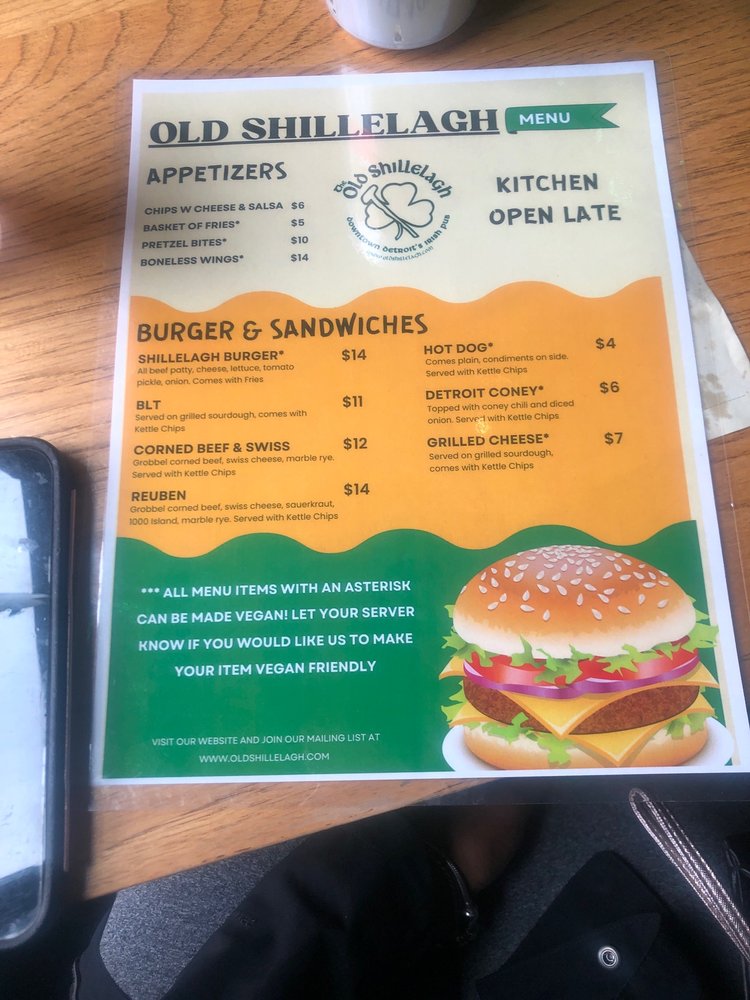 OLD SHILLELAGH MENU
APPETIZERS
CHIPS W CHEESE & SALSA $6
BASKET OF FRIES* $5
PRETZEL BITES* $10
BONELESS WINGS* $14
The Old Shillelagh
DOWNTOWN DETROIT'S IRISH PUB
www.oldshillelagh.com
KITCHEN
OPEN LATE
BURGER & SANDWICHES
SHILLELAGH BURGER* $14
All beef patty, cheese, lettuce, tomato
pickle, onion. Comes with Fries
BLT $11
Served on grilled sourdough, comes with
Kettle Chips
CORNED BEEF & SWISS $12
Grobbel corned beef, swiss cheese, marble rye.
Served with Kettle Chips
REUBEN $14
Grobbel corned beef, swiss cheese, sauerkraut,
1000 Island, marble rye. Served with Kettle Chips
HOT DOG* $4
Comes plain, condiments on side.
Served with Kettle Chips
DETROIT CONEY* $6
Topped with coney chili and diced
onion. Served with Kettle Chips
GRILLED CHEESE* $7
Served on grilled sourdough,
comes with Kettle Chips
*** ALL MENU ITEMS WITH AN ASTERISK
CAN BE MADE VEGAN! LET YOUR SERVER
KNOW IF YOU WOULD LIKE US TO MAKE
YOUR ITEM VEGAN FRIENDLY
VISIT OUR WEBSITE AND JOIN OUR MAILING LIST AT
WWW.OLDSHILLELAGH.COM